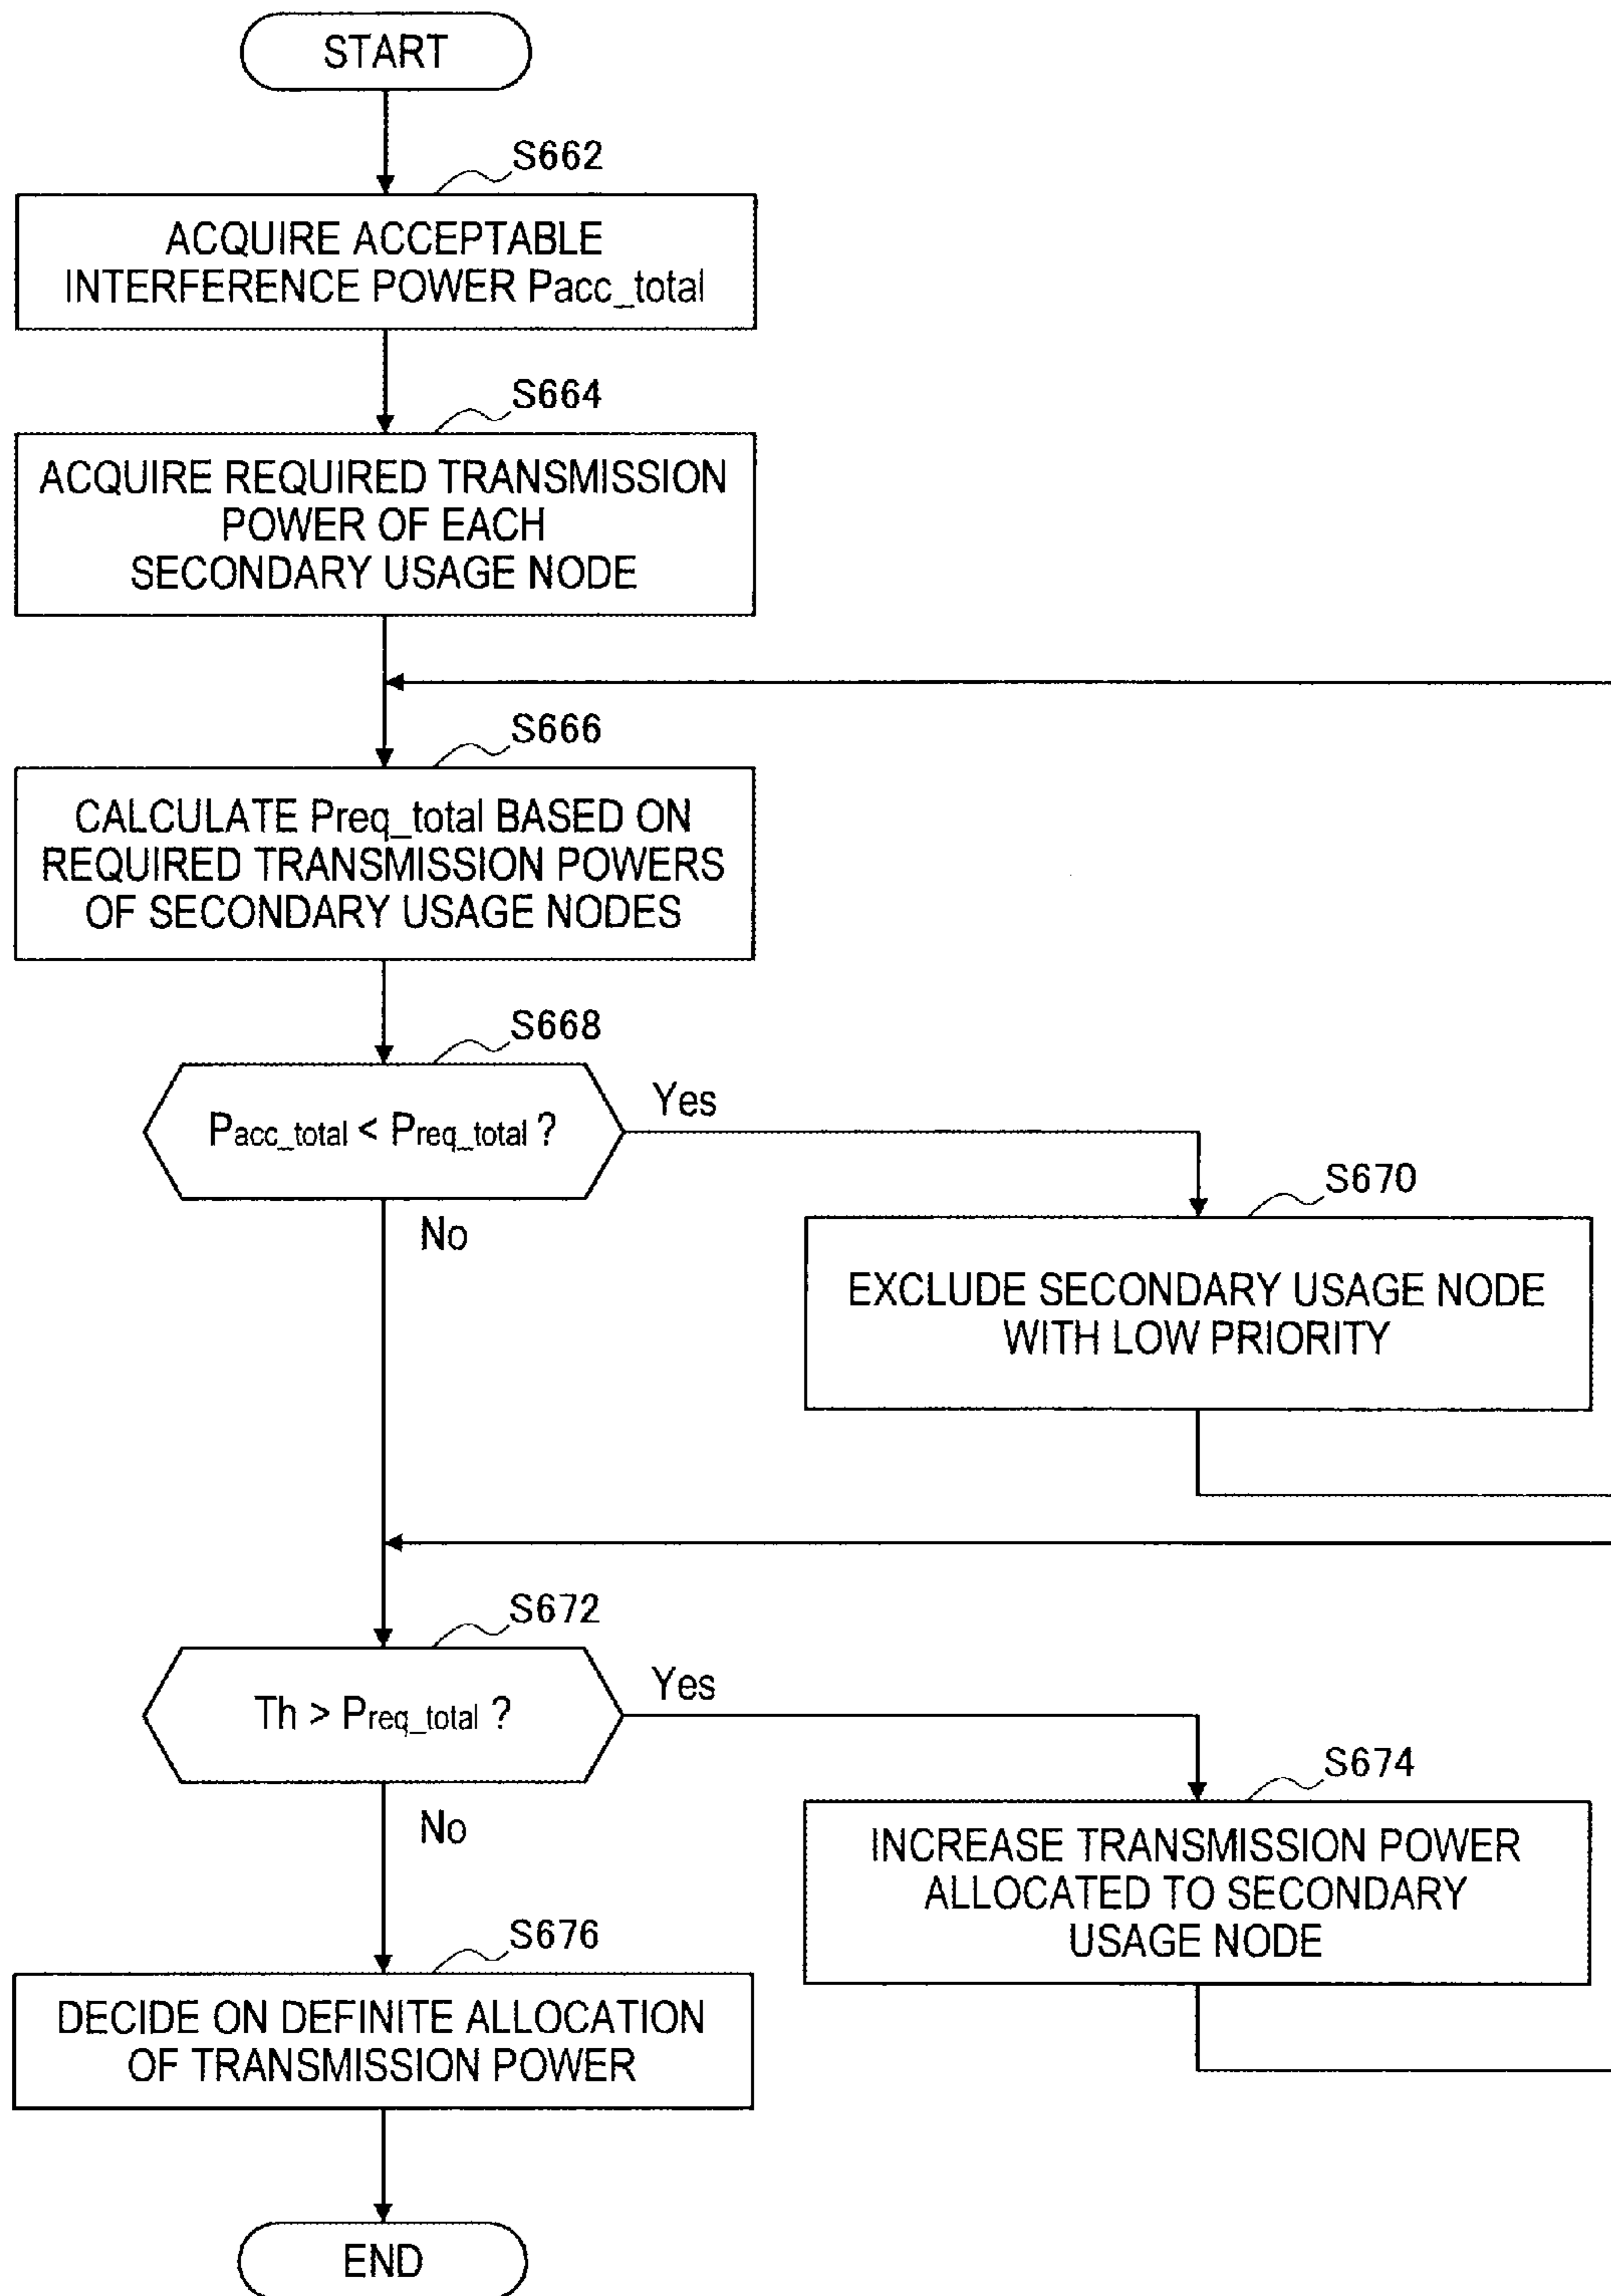 START
S662
ACQUIRE ACCEPTABLE
INTERFERENCE POWER Pacc_total
S664
ACQUIRE REQUIRED TRANSMISSION
POWER OF EACH
SECONDARY USAGE NODE
S666
CALCULATE Preq_total BASED ON
REQUIRED TRANSMISSION POWERS
OF SECONDARY USAGE NODES
S668
Pacc_total < Preq_total ?
Yes
No
S670
EXCLUDE SECONDARY USAGE NODE
WITH LOW PRIORITY
S672
Th > Preq_total ?
Yes
No
S674
INCREASE TRANSMISSION POWER
ALLOCATED TO SECONDARY
USAGE NODE
S676
DECIDE ON DEFINITE ALLOCATION
OF TRANSMISSION POWER
END